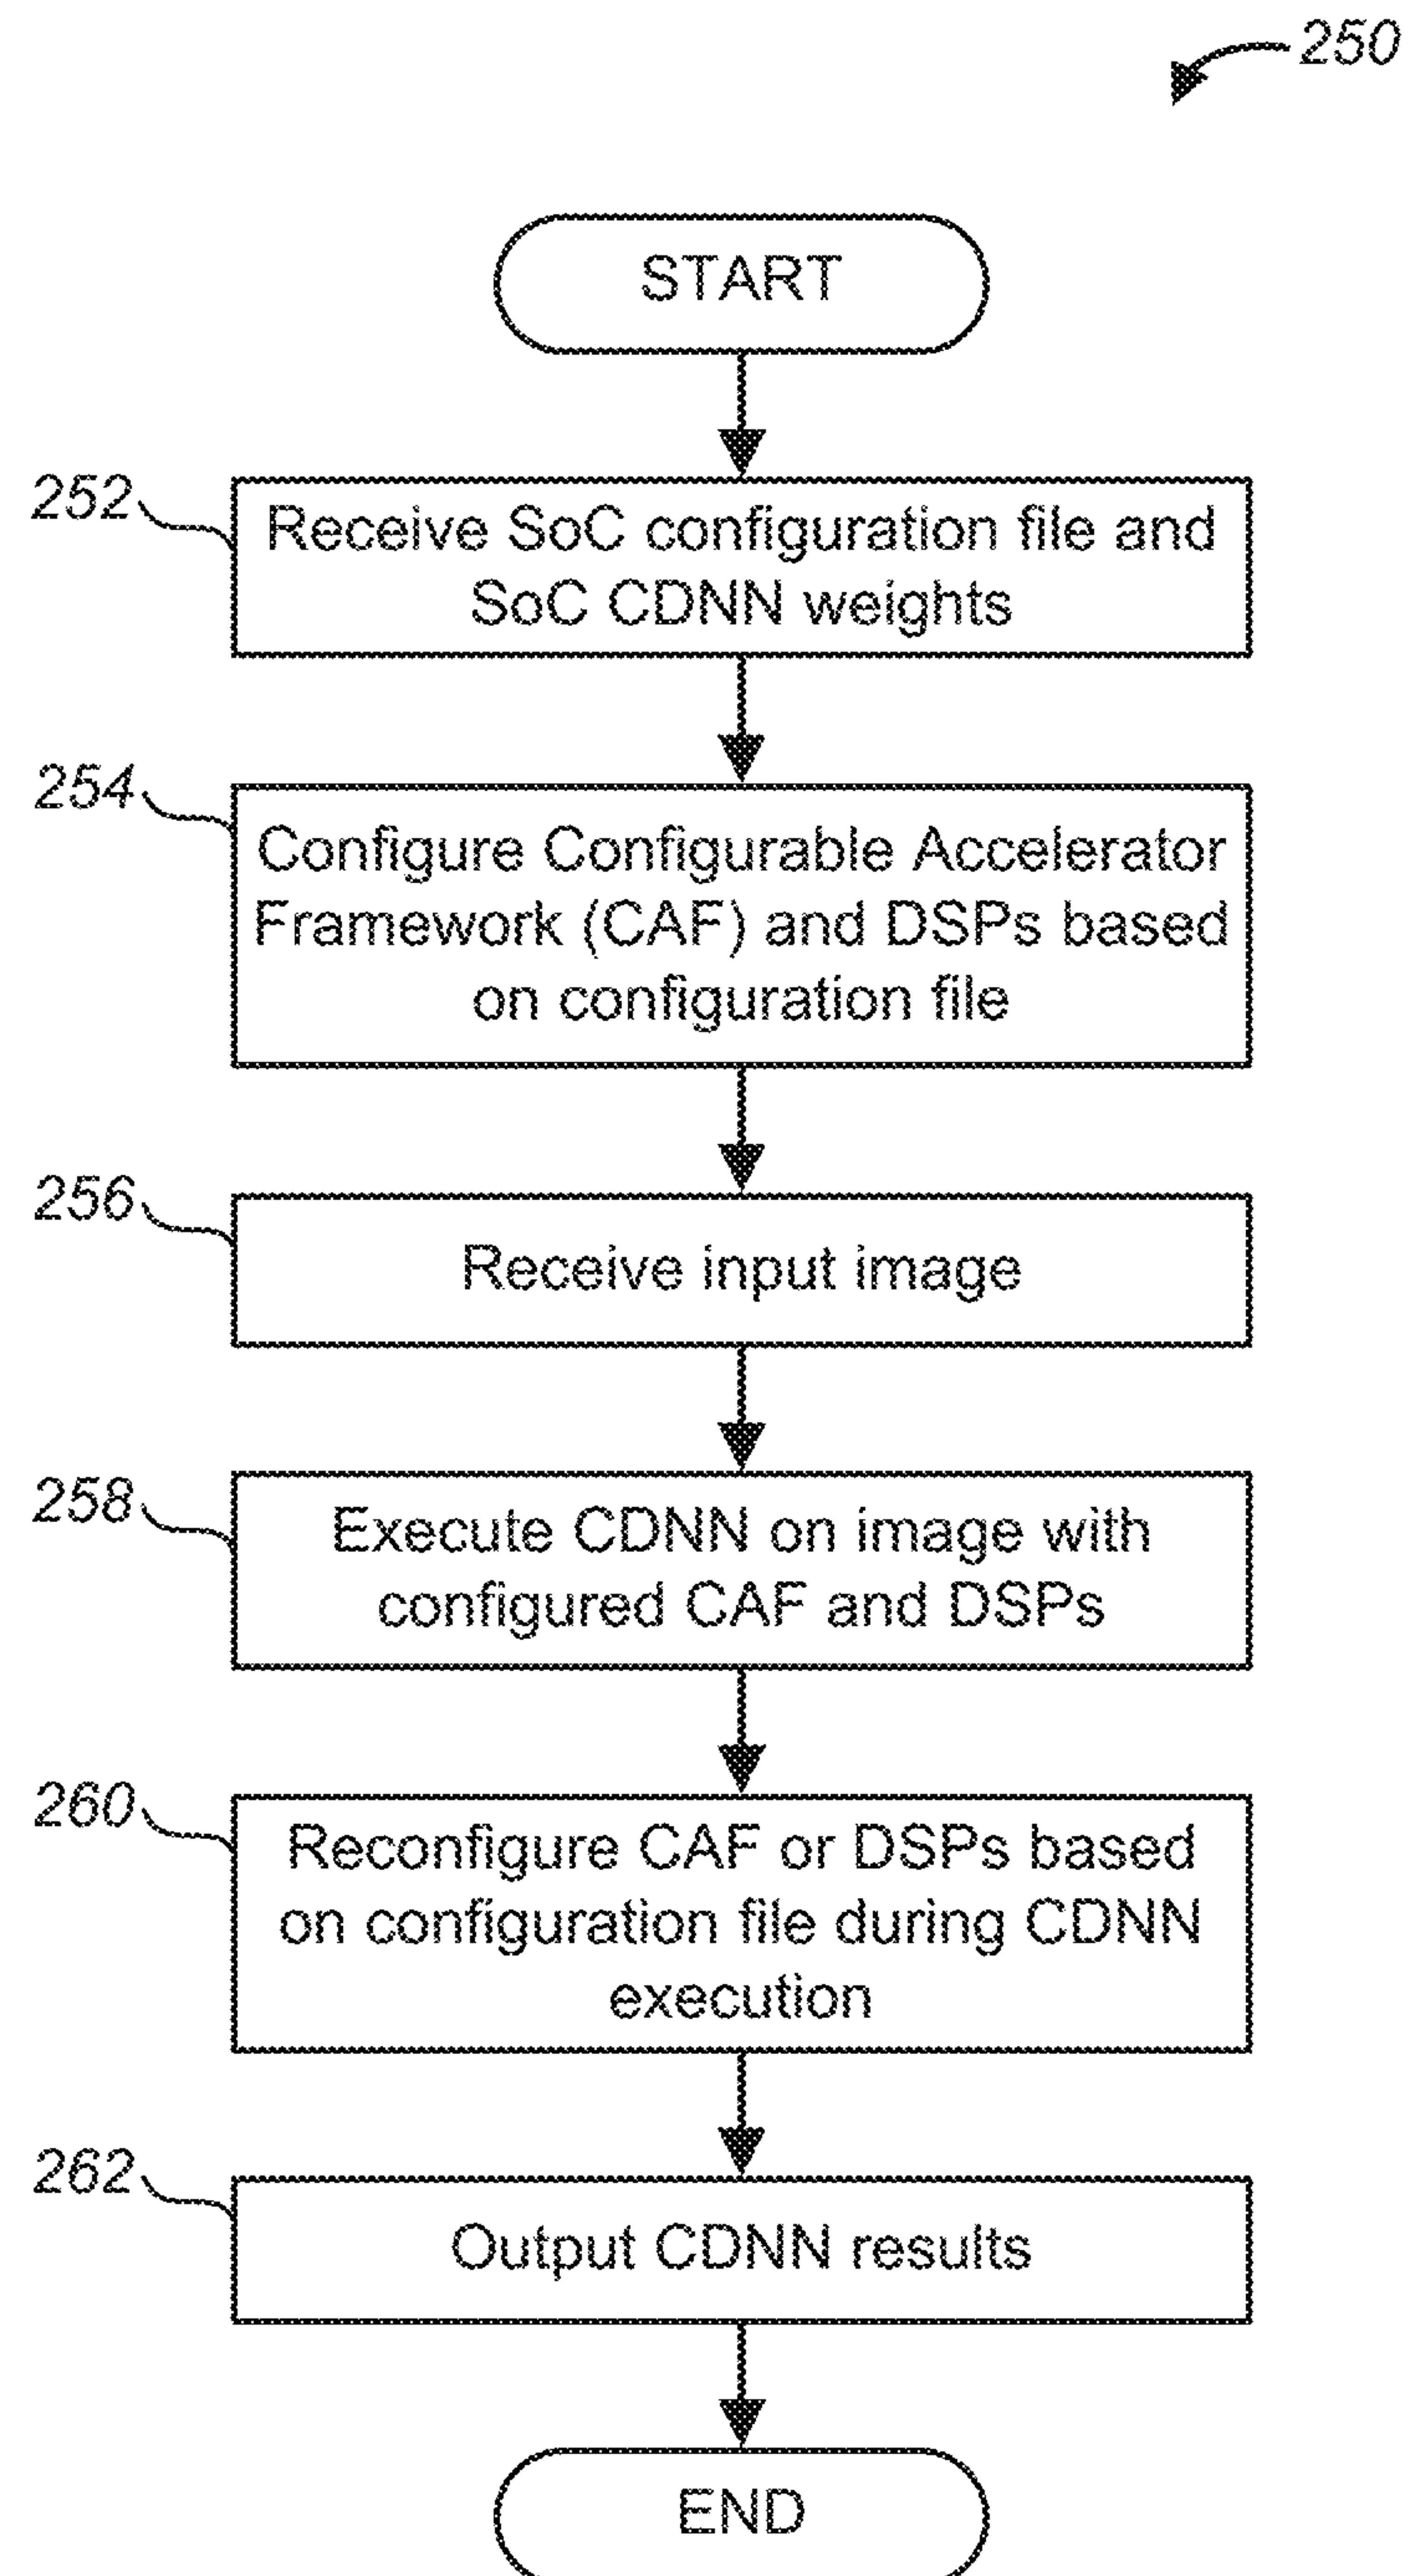 250
START
252
Receive SoC configuration file and
SoC CDNN weights
254
Configure Configurable Accelerator
Framework (CAF) and DSPs based
on configuration file
256
Receive input image
258
Execute CDNN on image with
configured CAF and DSPs
260
Reconfigure CAF or DSPs based
on configuration file during CDNN
execution
262
Output CDNN results
END